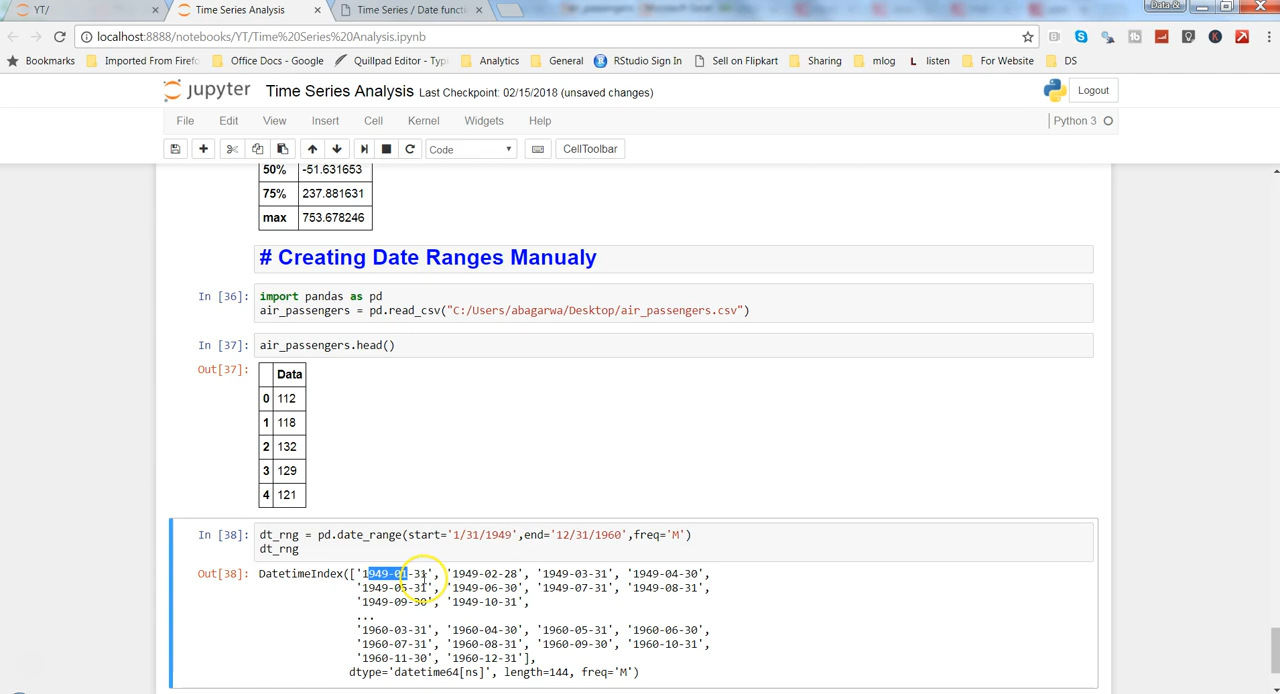 YT/
Time Series Analysis
Time Series / Date functi
Data &
localhost:8888/notebooks/YT/Time%20Series%20Analysis.ipynb
Bookmarks Imported From Firefo Office Docs - Google Quillpad Editor - Typ Analytics General RStudio Sign In Sell on Flipkart Sharing mlog L listen For Website DS
jupyter Time Series Analysis Last Checkpoint: 02/15/2018 (unsaved changes) Logout
File Edit View Insert Cell Kernel Widgets Help Python 3
Code CellToolbar
50% -51.631653
75% 237.881631
max 753.678246
# Creating Date Ranges Manualy
In [36]: import pandas as pd
air_passengers = pd.read_csv("C:/Users/abagarwa/Desktop/air_passengers.csv")
In [37]: air_passengers.head()
Out[37]:
Data
0 112
1 118
2 132
3 129
4 121
In [38]: dt_rng = pd.date_range(start='1/31/1949',end='12/31/1960',freq='M')
dt_rng
Out[38]: DatetimeIndex(['1949-01-31', '1949-02-28', '1949-03-31', '1949-04-30',
'1949-05-31', '1949-06-30', '1949-07-31', '1949-08-31',
'1949-09-30', '1949-10-31',
...
'1960-03-31', '1960-04-30', '1960-05-31', '1960-06-30',
'1960-07-31', '1960-08-31', '1960-09-30', '1960-10-31',
'1960-11-30', '1960-12-31'],
dtype='datetime64[ns]', length=144, freq='M')